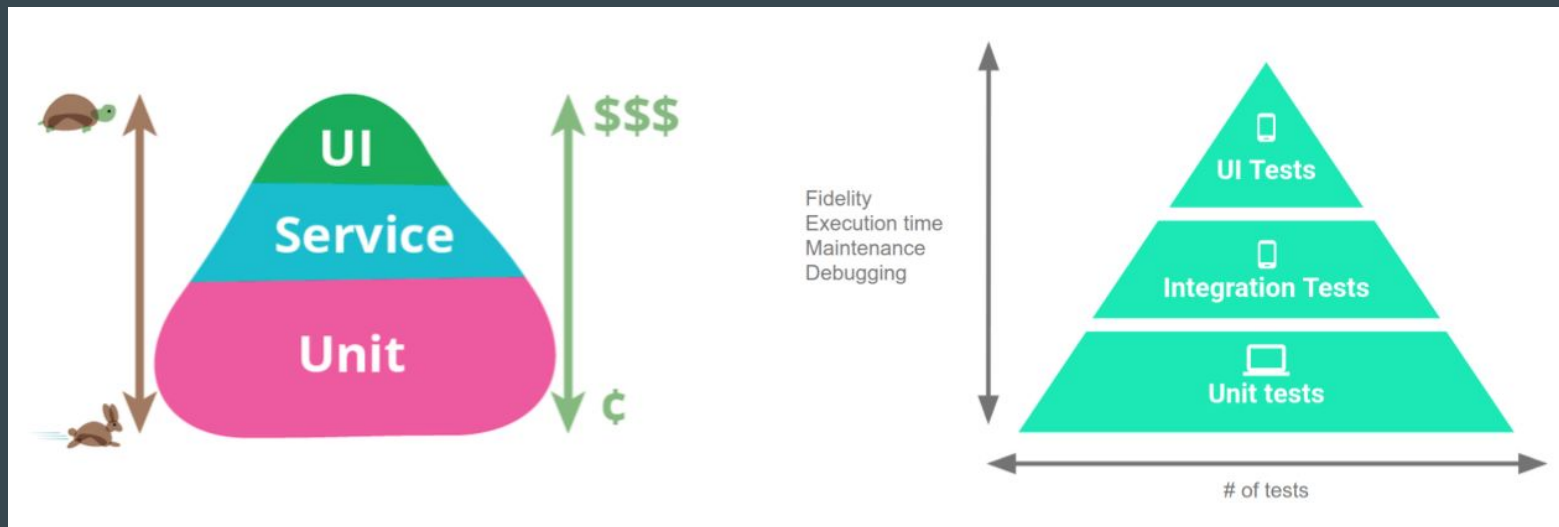 UI
$$$
Service
Unit
¢
Fidelity
Execution time
Maintenance
Debugging
UI Tests
Integration Tests
Unit tests
# of tests